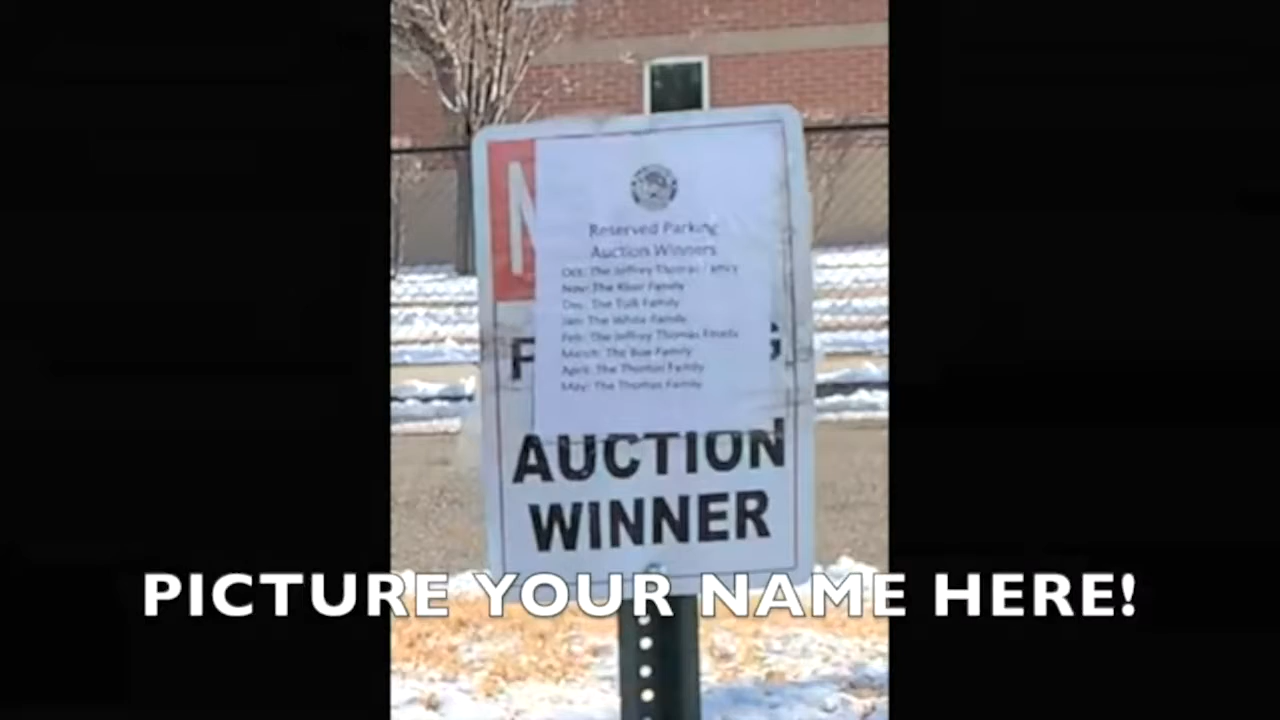 N
Reserved Parking
Auction Winners
Oct: The Jeffrey Thomas Family
Nov: The Family
Dec: The Family
Jan: The White Family
Feb: The Jeffrey Thomas Family
March: The Family
April: The Family
May: The Thomas Family
F G
AUCTION
WINNER
PICTURE YOUR NAME HERE!